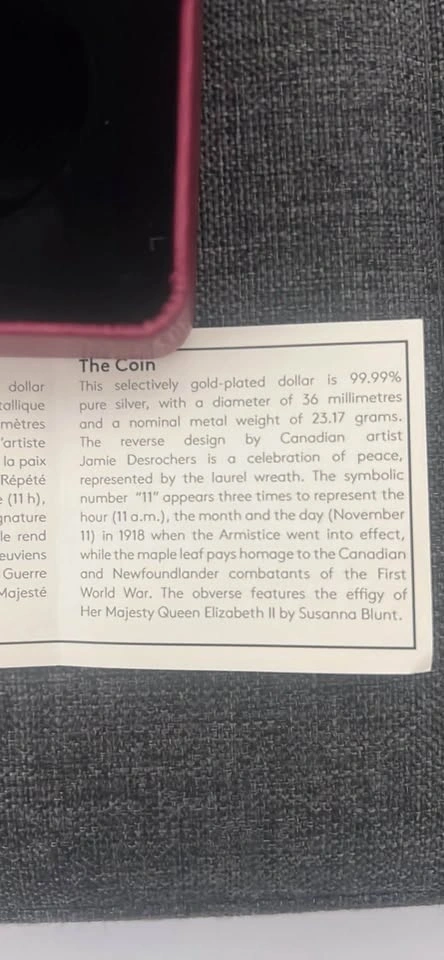 The Coin
This selectively gold-plated dollar is 99.99%
pure silver, with a diameter of 36 millimetres
and a nominal metal weight of 23.17 grams.
The reverse design by Canadian artist
Jamie Desrochers is a celebration of peace,
represented by the laurel wreath. The symbolic
number "11" appears three times to represent the
hour (11 a.m.), the month and the day (November
11) in 1918 when the Armistice went into effect,
while the maple leaf pays homage to the Canadian
and Newfoundlander combatants of the First
World War. The obverse features the effigy of
Her Majesty Queen Elizabeth II by Susanna Blunt.
dollar
tallique
mètres
'artiste
la paix
Répété
e (11 h),
gnature
le rend
euviens
Guerre
Majesté